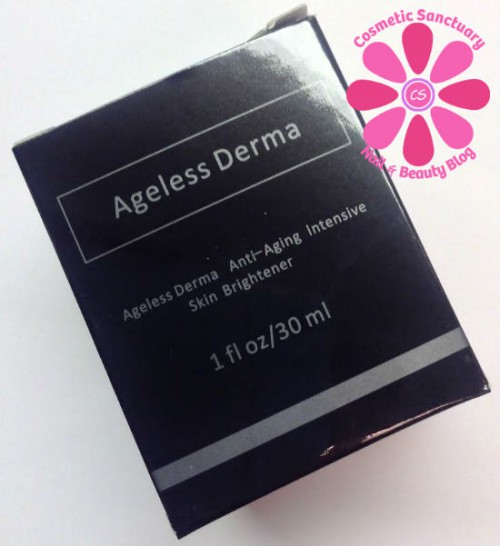 Cosmetic Sanctuary
CS
Nail & Beauty Blog
Ageless Derma
Ageless Derma Anti-Aging Intensive
Skin Brightener
1 fl oz/30 ml